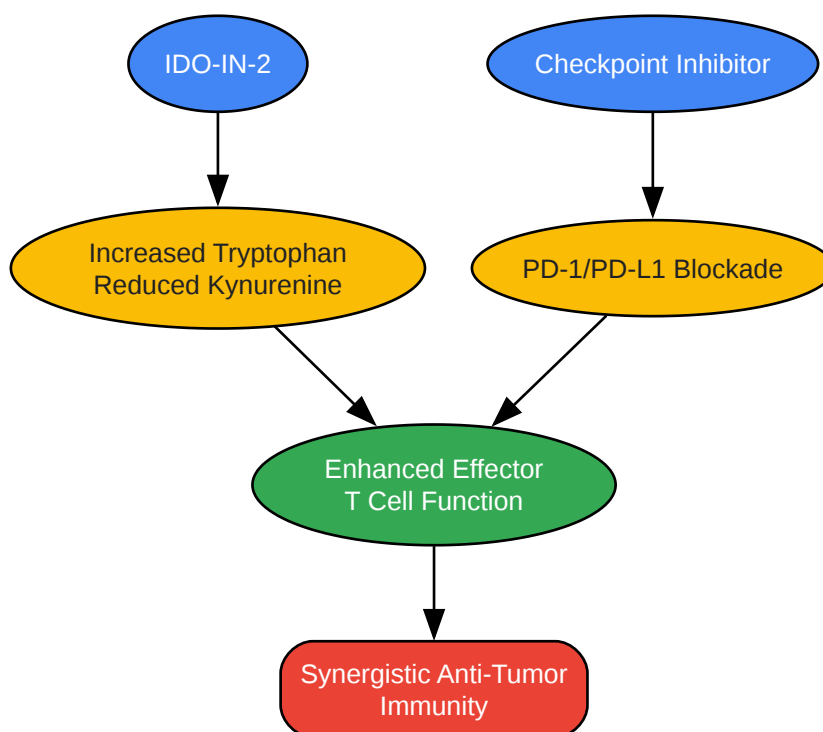 IDO-IN-2
Checkpoint Inhibitor
Increased Tryptophan
Reduced Kynurenine
PD-1/PD-L1 Blockade
Enhanced Effector
T Cell Function
Synergistic Anti-Tumor
Immunity